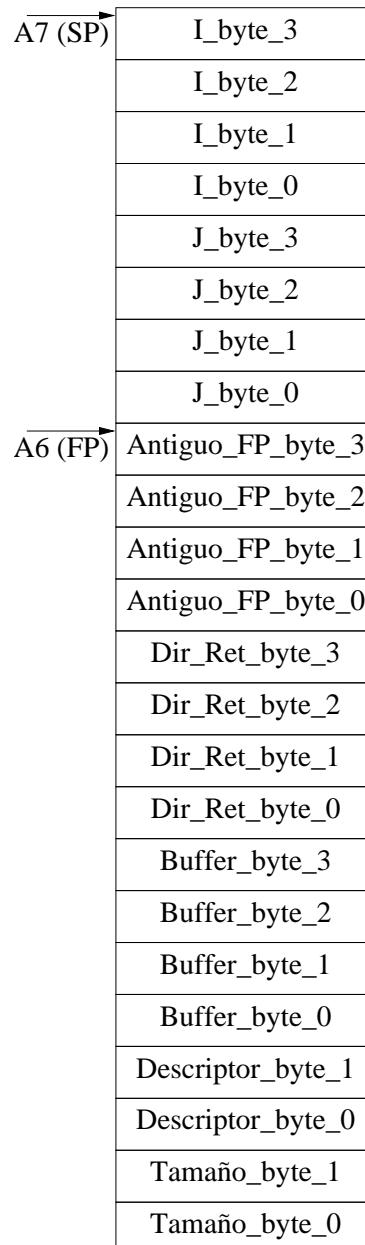 A7 (SP)
I_byte_3
I_byte_2
I_byte_1
I_byte_0
J_byte_3
J_byte_2
J_byte_1
J_byte_0
A6 (FP)
Antiguo_FP_byte_3
Antiguo_FP_byte_2
Antiguo_FP_byte_1
Antiguo_FP_byte_0
Dir_Ret_byte_3
Dir_Ret_byte_2
Dir_Ret_byte_1
Dir_Ret_byte_0
Buffer_byte_3
Buffer_byte_2
Buffer_byte_1
Buffer_byte_0
Descriptor_byte_1
Descriptor_byte_0
Tamaño_byte_1
Tamaño_byte_0